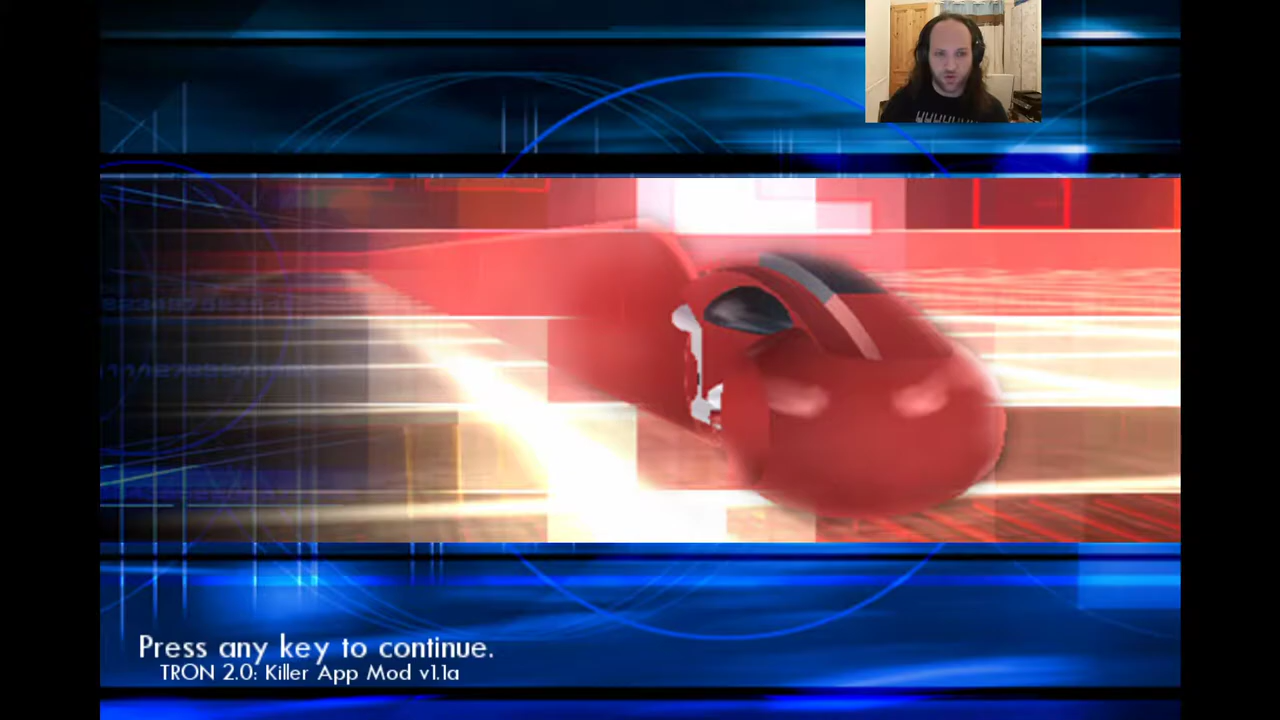 Press any key to continue.
TRON 2.0: Killer App Mod v1.1a